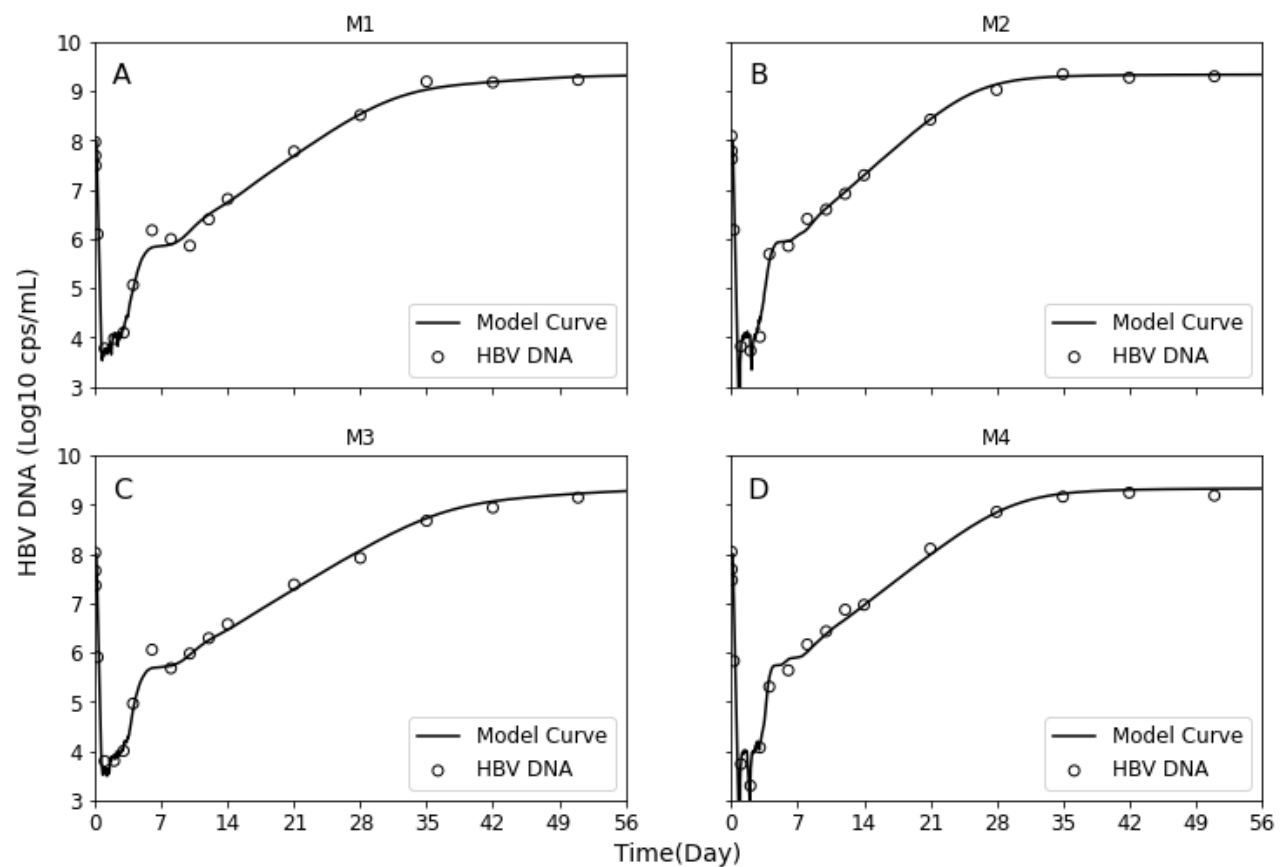 M1
M2
A
B
10
9
8
7
6
5
4
3
Model Curve
HBV DNA
Model Curve
HBV DNA
HBV DNA (Log10 cps/mL)
M3
M4
C
D
10
9
8
7
6
5
4
3
Model Curve
HBV DNA
Model Curve
HBV DNA
0 7 14 21 28 35 42 49 56
0 7 14 21 28 35 42 49 56
Time(Day)